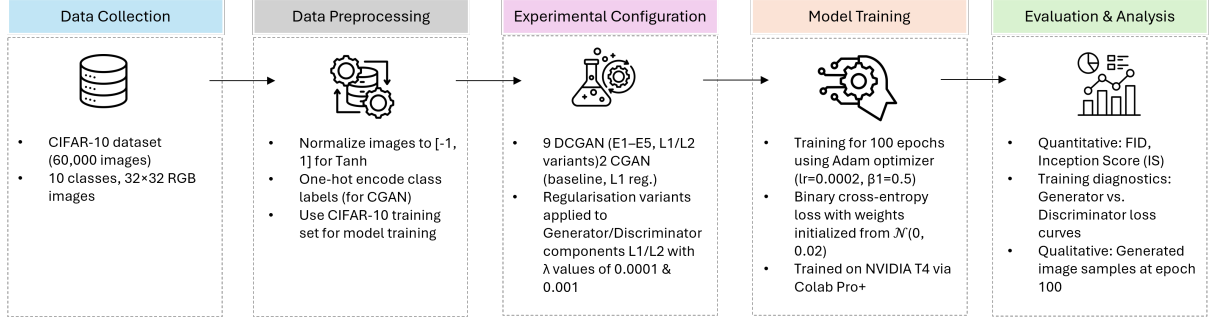 Data Collection
• CIFAR-10 dataset
(60,000 images)
• 10 classes, 32×32 RGB
images
Data Preprocessing
• Normalize images to [-1,
1] for Tanh
• One-hot encode class
labels (for CGAN)
• Use CIFAR-10 training
set for model training
Experimental Configuration
• 9 DCGAN (E1–E5, L1/L2
variants)2 CGAN
(baseline, L1 reg.)
• Regularisation variants
applied to
Generator/Discriminator
components L1/L2 with
λ values of 0.0001 &
0.001
Model Training
• Training for 100 epochs
using Adam optimizer
(lr=0.0002, β1=0.5)
• Binary cross-entropy
loss with weights
initialized from 𝒩(0,
0.02)
• Trained on NVIDIA T4 via
Colab Pro+
Evaluation & Analysis
• Quantitative: FID,
Inception Score (IS)
• Training diagnostics:
Generator vs.
Discriminator loss
curves
• Qualitative: Generated
image samples at epoch
100